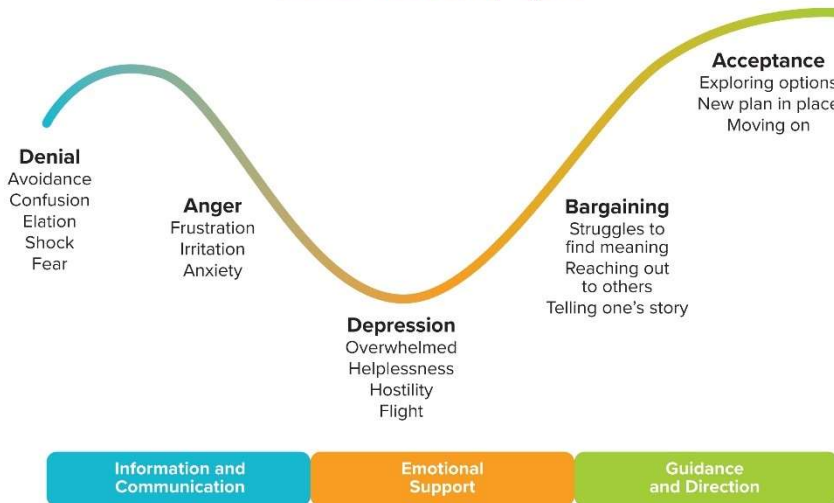 Denial
Avoidance
Confusion
Elation
Shock
Fear
Anger
Frustration
Irritation
Anxiety
Depression
Overwhelmed
Helplessness
Hostility
Flight
Bargaining
Struggles to
find meaning
Reaching out
to others
Telling one's story
Acceptance
Exploring options
New plan in place
Moving on
Information and
Communication
Emotional
Support
Guidance
and Direction